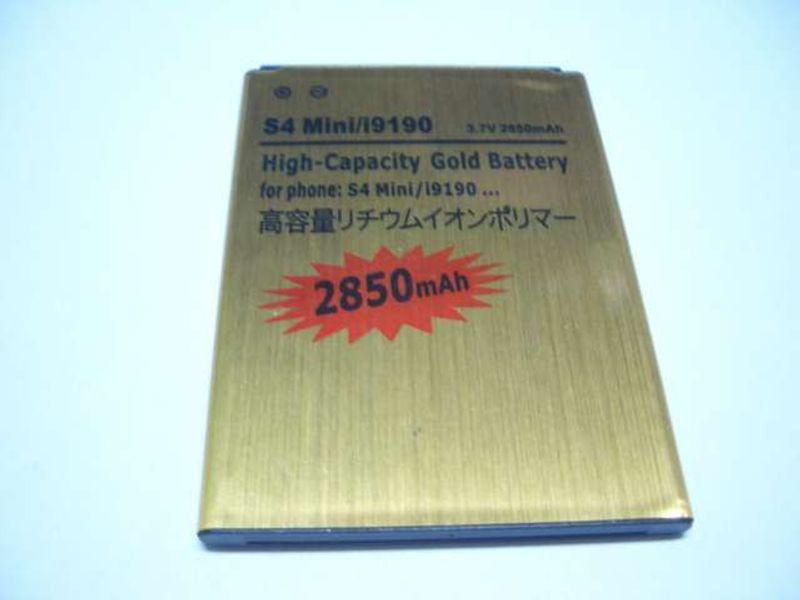 S4 Mini/i9190 3.7V 2850mAh
High-Capacity Gold Battery
for phone: S4 Mini/i9190 ...
高容量リチウムイオンポリマー
2850mAh